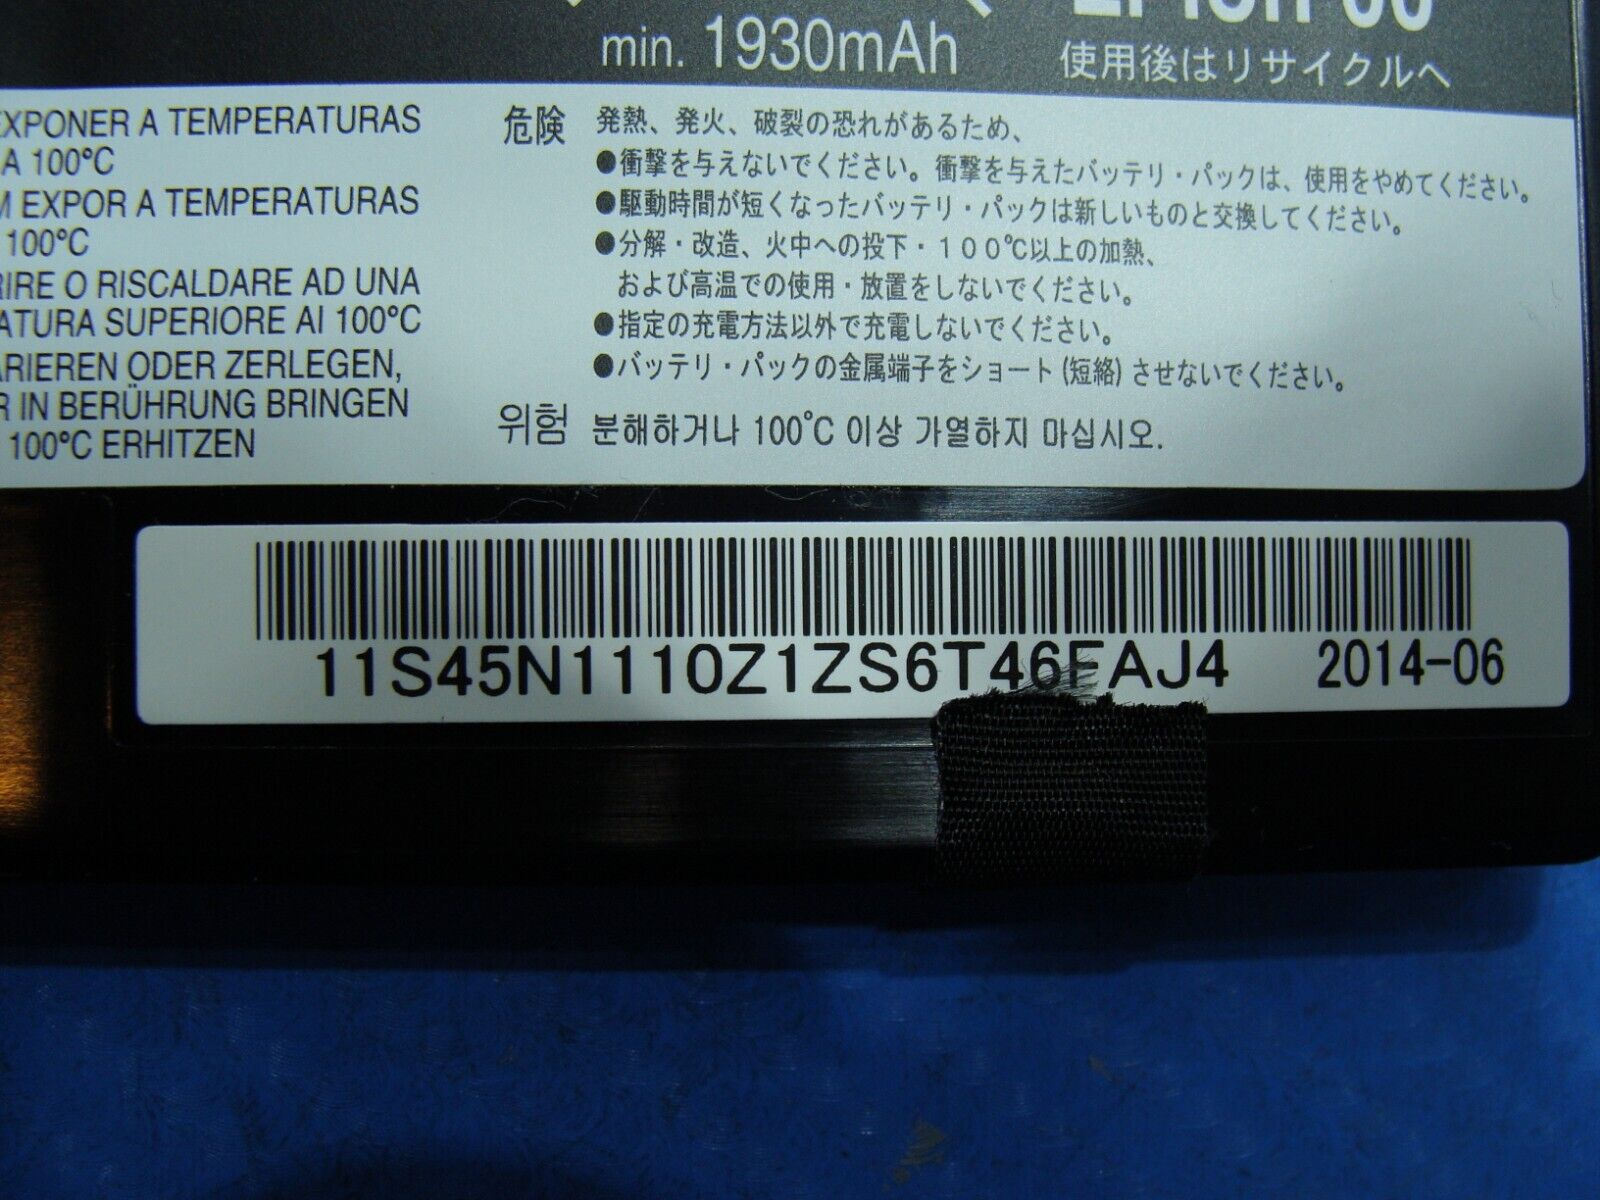 min. 1930mAh
使用後はリサイクルへ
EXPONER A TEMPERATURAS
A 100°C
EXPOR A TEMPERATURAS
100°C
O RISCALDARE AD UNA
SUPERIORE AI 100°C
ODER ZERLEGEN,
IN BERÜHRUNG BRINGEN
100°C ERHITZEN
危険 発熱、発火、破裂の恐れがあるため、
●衝撃を与えないでください。衝撃を与えたバッテリ・パックは、使用をやめてください。
●駆動時間が短くなったバッテリ・パックは新しいものと交換してください。
●分解・改造、火中への投下・１００℃以上の加熱、
および高温での使用・放置をしないでください。
●指定の充電方法以外で充電しないでください。
●バッテリ・パックの金属端子をショート(短絡)させないでください。
위험 분해하거나 100°C 이상 가열하지 마십시오.
11S45N1110Z1ZS6T46FAJ4 2014-06